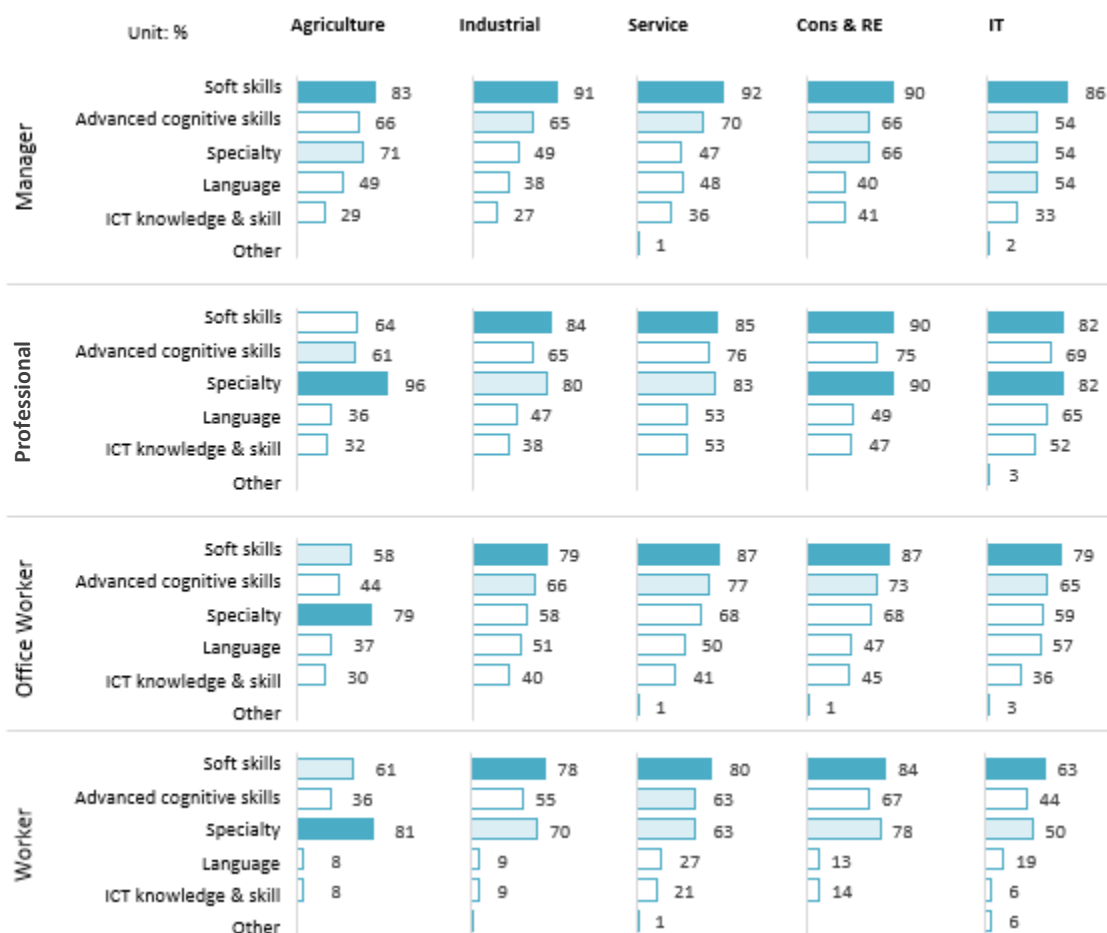 Unit: % Agriculture Industrial Service Cons & RE IT
Manager
Soft skills 83 91 92 90 86
Advanced cognitive skills 66 65 70 66 54
Specialty 71 49 47 66 54
Language 49 38 48 40 54
ICT knowledge & skill 29 27 36 41 33
Other 1 2
Professional
Soft skills 64 84 85 90 82
Advanced cognitive skills 61 65 76 75 69
Specialty 96 80 83 90 82
Language 36 47 53 49 65
ICT knowledge & skill 32 38 53 47 52
Other 3
Office Worker
Soft skills 58 79 87 87 79
Advanced cognitive skills 44 66 77 73 65
Specialty 79 58 68 68 59
Language 37 51 50 47 57
ICT knowledge & skill 30 40 41 45 36
Other 1 1 3
Worker
Soft skills 61 78 80 84 63
Advanced cognitive skills 36 55 63 67 44
Specialty 81 70 63 78 50
Language 8 9 27 13 19
ICT knowledge & skill 8 9 21 14 6
Other 1 6